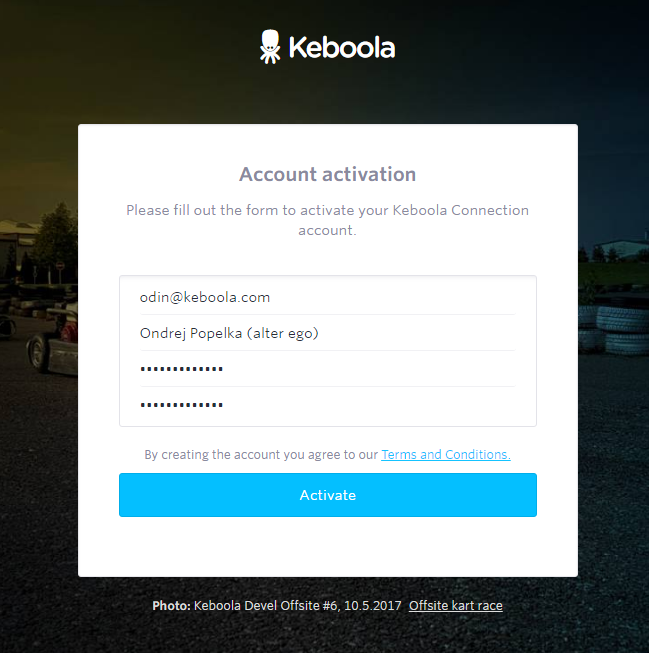 Keboola
Account activation
Please fill out the form to activate your Keboola Connection
account.
odin@keboola.com
Ondrej Popelka (alter ego)
•••••••••••••
•••••••••••••
By creating the account you agree to our Terms and Conditions.
Activate
Photo: Keboola Devel Offsite #6, 10.5.2017 Offsite kart race